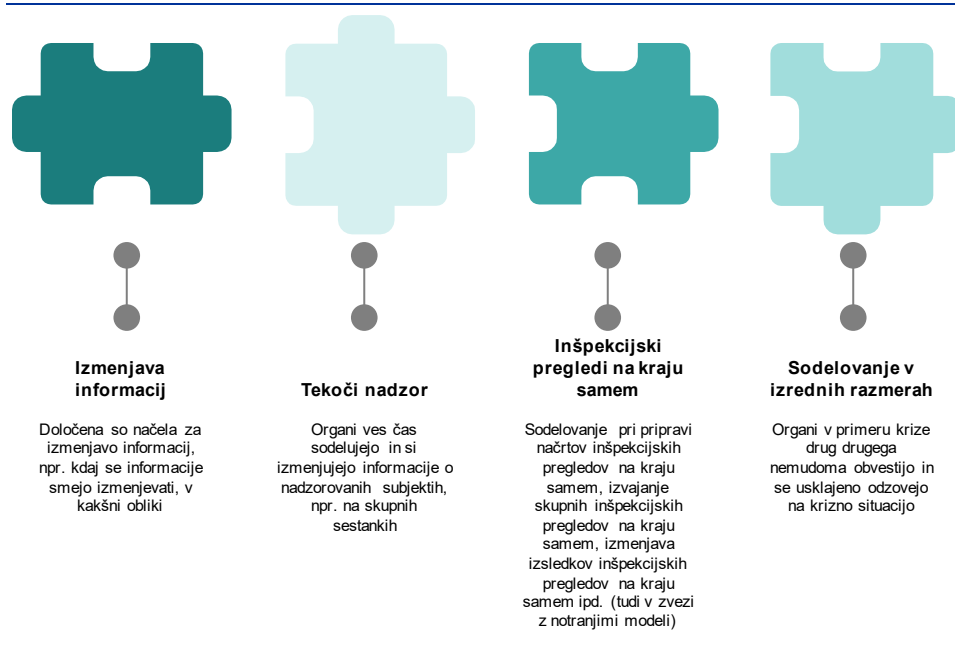 Izmenjava
informacij
Določena so načela za
izmenjavo informacij,
npr. kdaj se informacije
smejo izmenjevati, v
kakšni obliki
Tekoči nadzor
Organi ves čas
sodelujejo in si
izmenjujejo informacije o
nadzorovanih subjektih,
npr. na skupnih
sestankih
Inšpekcijski
pregledi na kraju
samem
Sodelovanje pri pripravi
načrtov inšpekcijskih
pregledov na kraju
samem, izvajanje
skupnih inšpekcijskih
pregledov na kraju
samem, izmenjava
izsledkov inšpekcijskih
pregledov na kraju
samem ipd. (tudi v zvezi
z notranjimi modeli)
Sodelovanje v
izrednih razmerah
Organi v primeru krize
drug drugega
nemudoma obvestijo in
se usklajeno odzovejo
na krizno situacijo